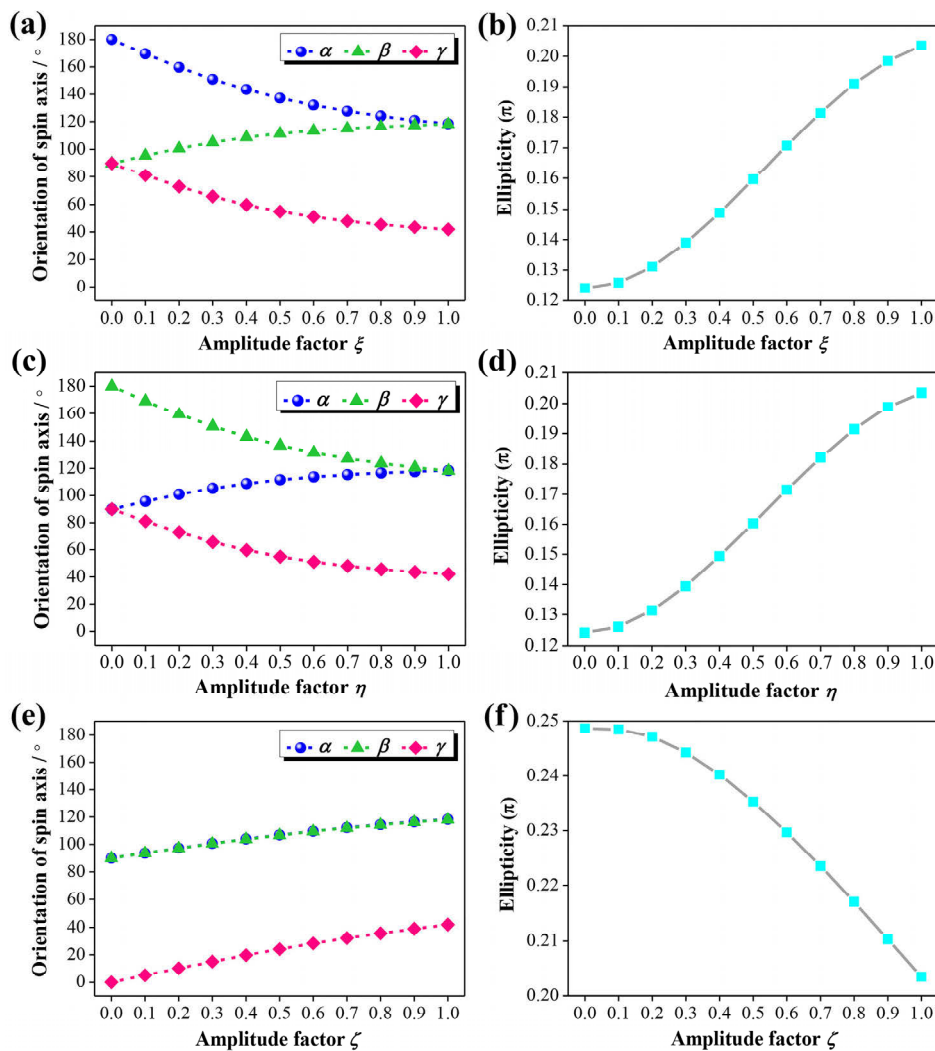 (a)
Orientation of spin axis / °
180
160
140
120
100
80
60
40
20
0
α β γ
0.0 0.1 0.2 0.3 0.4 0.5 0.6 0.7 0.8 0.9 1.0
Amplitude factor ξ
(b)
Ellipticity (π)
0.21
0.20
0.19
0.18
0.17
0.16
0.15
0.14
0.13
0.12
0.0 0.1 0.2 0.3 0.4 0.5 0.6 0.7 0.8 0.9 1.0
Amplitude factor ξ
(c)
Orientation of spin axis / °
180
160
140
120
100
80
60
40
20
0
α β γ
0.0 0.1 0.2 0.3 0.4 0.5 0.6 0.7 0.8 0.9 1.0
Amplitude factor η
(d)
Ellipticity (π)
0.21
0.20
0.19
0.18
0.17
0.16
0.15
0.14
0.13
0.12
0.0 0.1 0.2 0.3 0.4 0.5 0.6 0.7 0.8 0.9 1.0
Amplitude factor η
(e)
Orientation of spin axis / °
180
160
140
120
100
80
60
40
20
0
α β γ
0.0 0.1 0.2 0.3 0.4 0.5 0.6 0.7 0.8 0.9 1.0
Amplitude factor ζ
(f)
Ellipticity (π)
0.25
0.24
0.23
0.22
0.21
0.20
0.0 0.1 0.2 0.3 0.4 0.5 0.6 0.7 0.8 0.9 1.0
Amplitude factor ζ